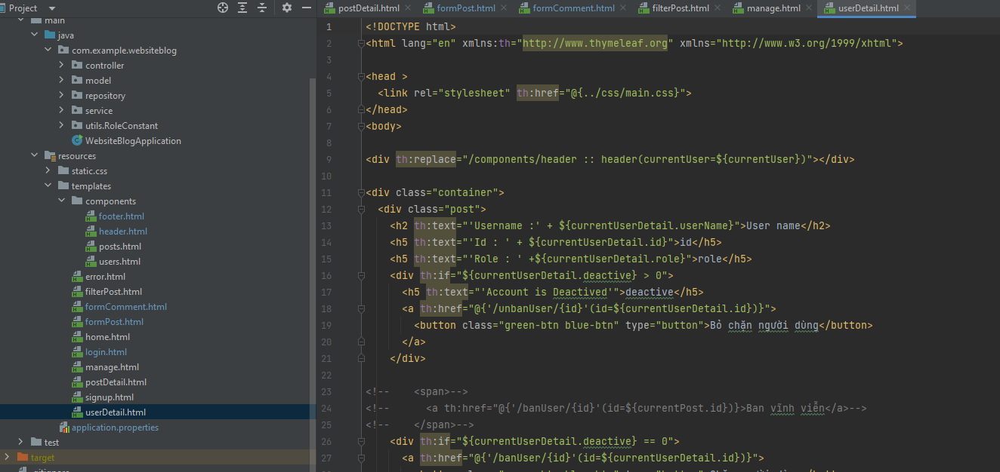 Project
postDetail.html
formPost.html
formComment.html
filterPost.html
manage.html
userDetail.html
main
java
com.example.websiteblog
controller
model
repository
service
utils.RoleConstant
WebsiteBlogApplication
resources
static.css
templates
components
footer.html
header.html
posts.html
users.html
error.html
filterPost.html
formComment.html
formPost.html
home.html
login.html
manage.html
postDetail.html
signup.html
userDetail.html
application.properties
test
target
.gitignore
1 <!DOCTYPE html>
2 <html lang="en" xmlns:th="http://www.thymeleaf.org" xmlns="http://www.w3.org/1999/xhtml">
3
4 <head >
5 <link rel="stylesheet" th:href="@{../css/main.css}">
6 </head>
7 <body>
8
9 <div th:replace="/components/header :: header(currentUser=${currentUser})"></div>
10
11 <div class="container">
12 <div class="post">
13 <h2 th:text="'Username :' + ${currentUserDetail.userName}">User name</h2>
14 <h5 th:text="'Id : ' + ${currentUserDetail.id}">id</h5>
15 <h5 th:text="'Role : ' +${currentUserDetail.role}">role</h5>
16 <div th:if="${currentUserDetail.deactive} > 0">
17 <h5 th:text="'Account is Deactived'">deactive</h5>
18 <a th:href="@{'/unbanUser/{id}'(id=${currentUserDetail.id})}">
19 <button class="green-btn blue-btn" type="button">Bỏ chặn người dùng</button>
20 </a>
21 </div>
22
23 <!-- <span>-->
24 <!-- <a th:href="@{'/banUser/{id}'(id=${currentPost.id})}>Ban vĩnh viễn</a>-->
25 <!-- </span>-->
26 <div th:if="${currentUserDetail.deactive} == 0">
27 <a th:href="@{'/banUser/{id}'(id=${currentUserDetail.id})}">